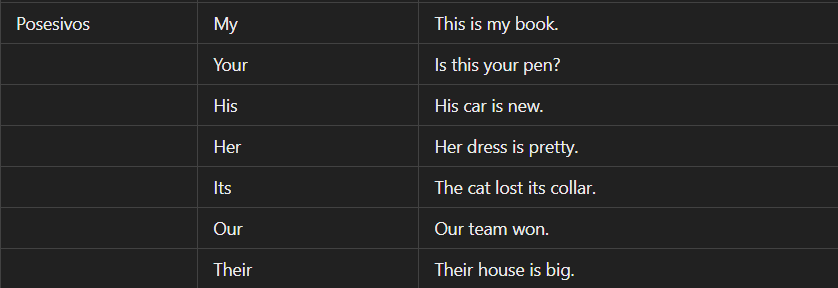 Posesivos My This is my book.
Your Is this your pen?
His His car is new.
Her Her dress is pretty.
Its The cat lost its collar.
Our Our team won.
Their Their house is big.